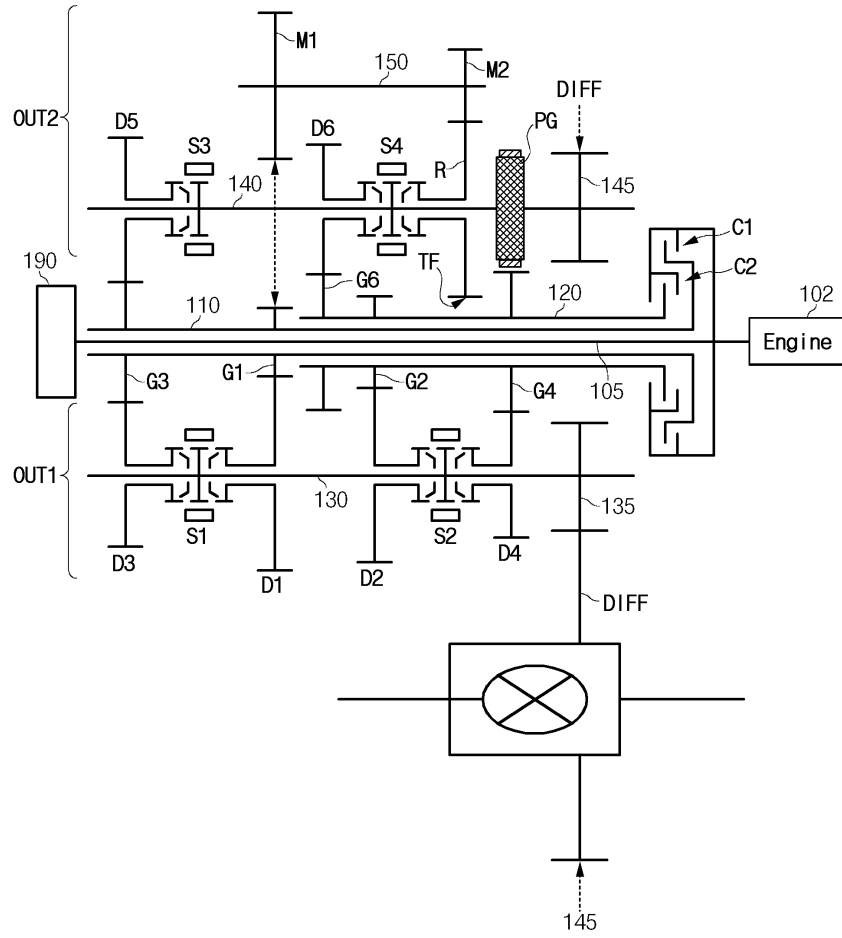 M1
150
M2
DIFF
OUT2
D5
S3
D6
S4
PG
R
140
145
C1
C2
190
TF
G6
120
102
110
Engine
G3
G1
G2
G4
105
OUT1
130
135
S1
S2
D3
D1
D2
D4
DIFF
145